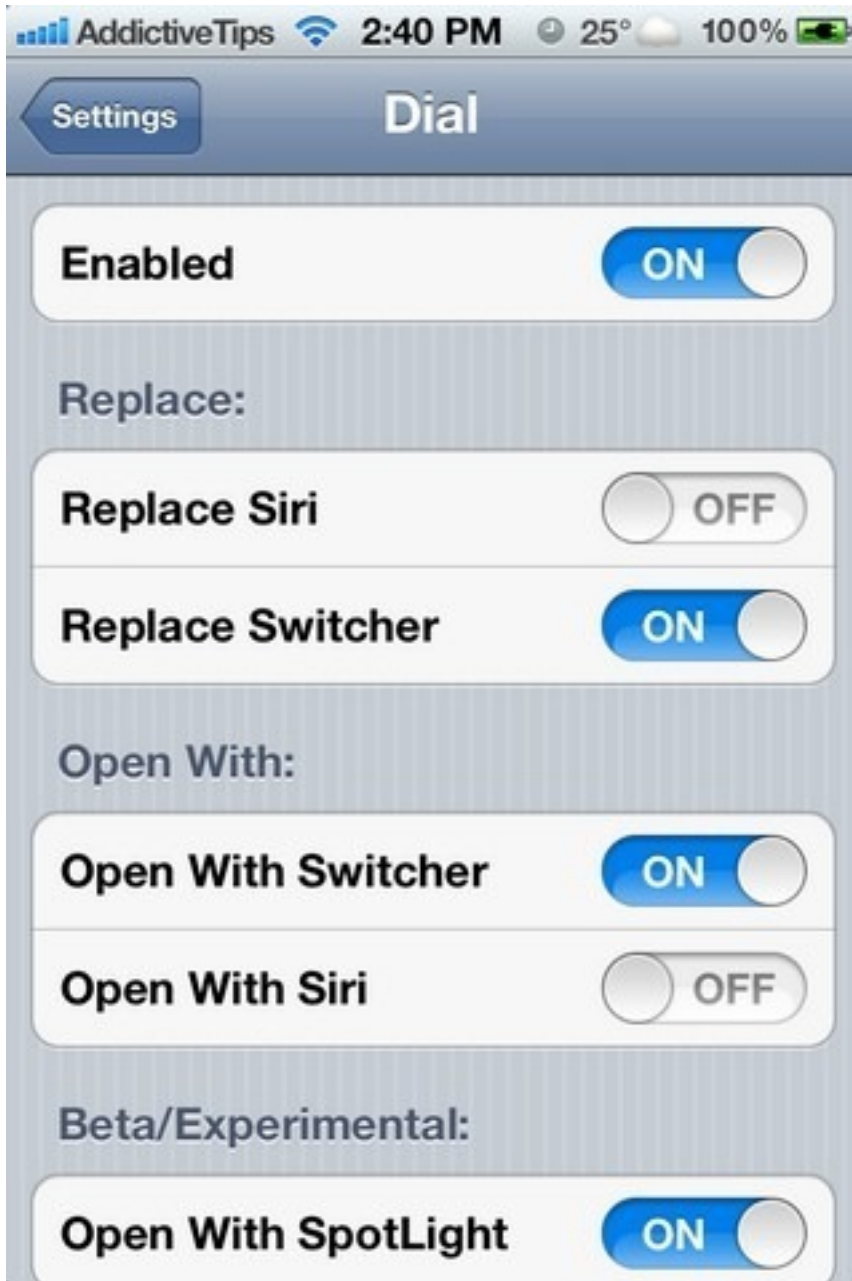 AddictiveTips 2:40 PM 25° 100%
Settings Dial
Enabled ON
Replace:
Replace Siri OFF
Replace Switcher ON
Open With:
Open With Switcher ON
Open With Siri OFF
Beta/Experimental:
Open With SpotLight ON